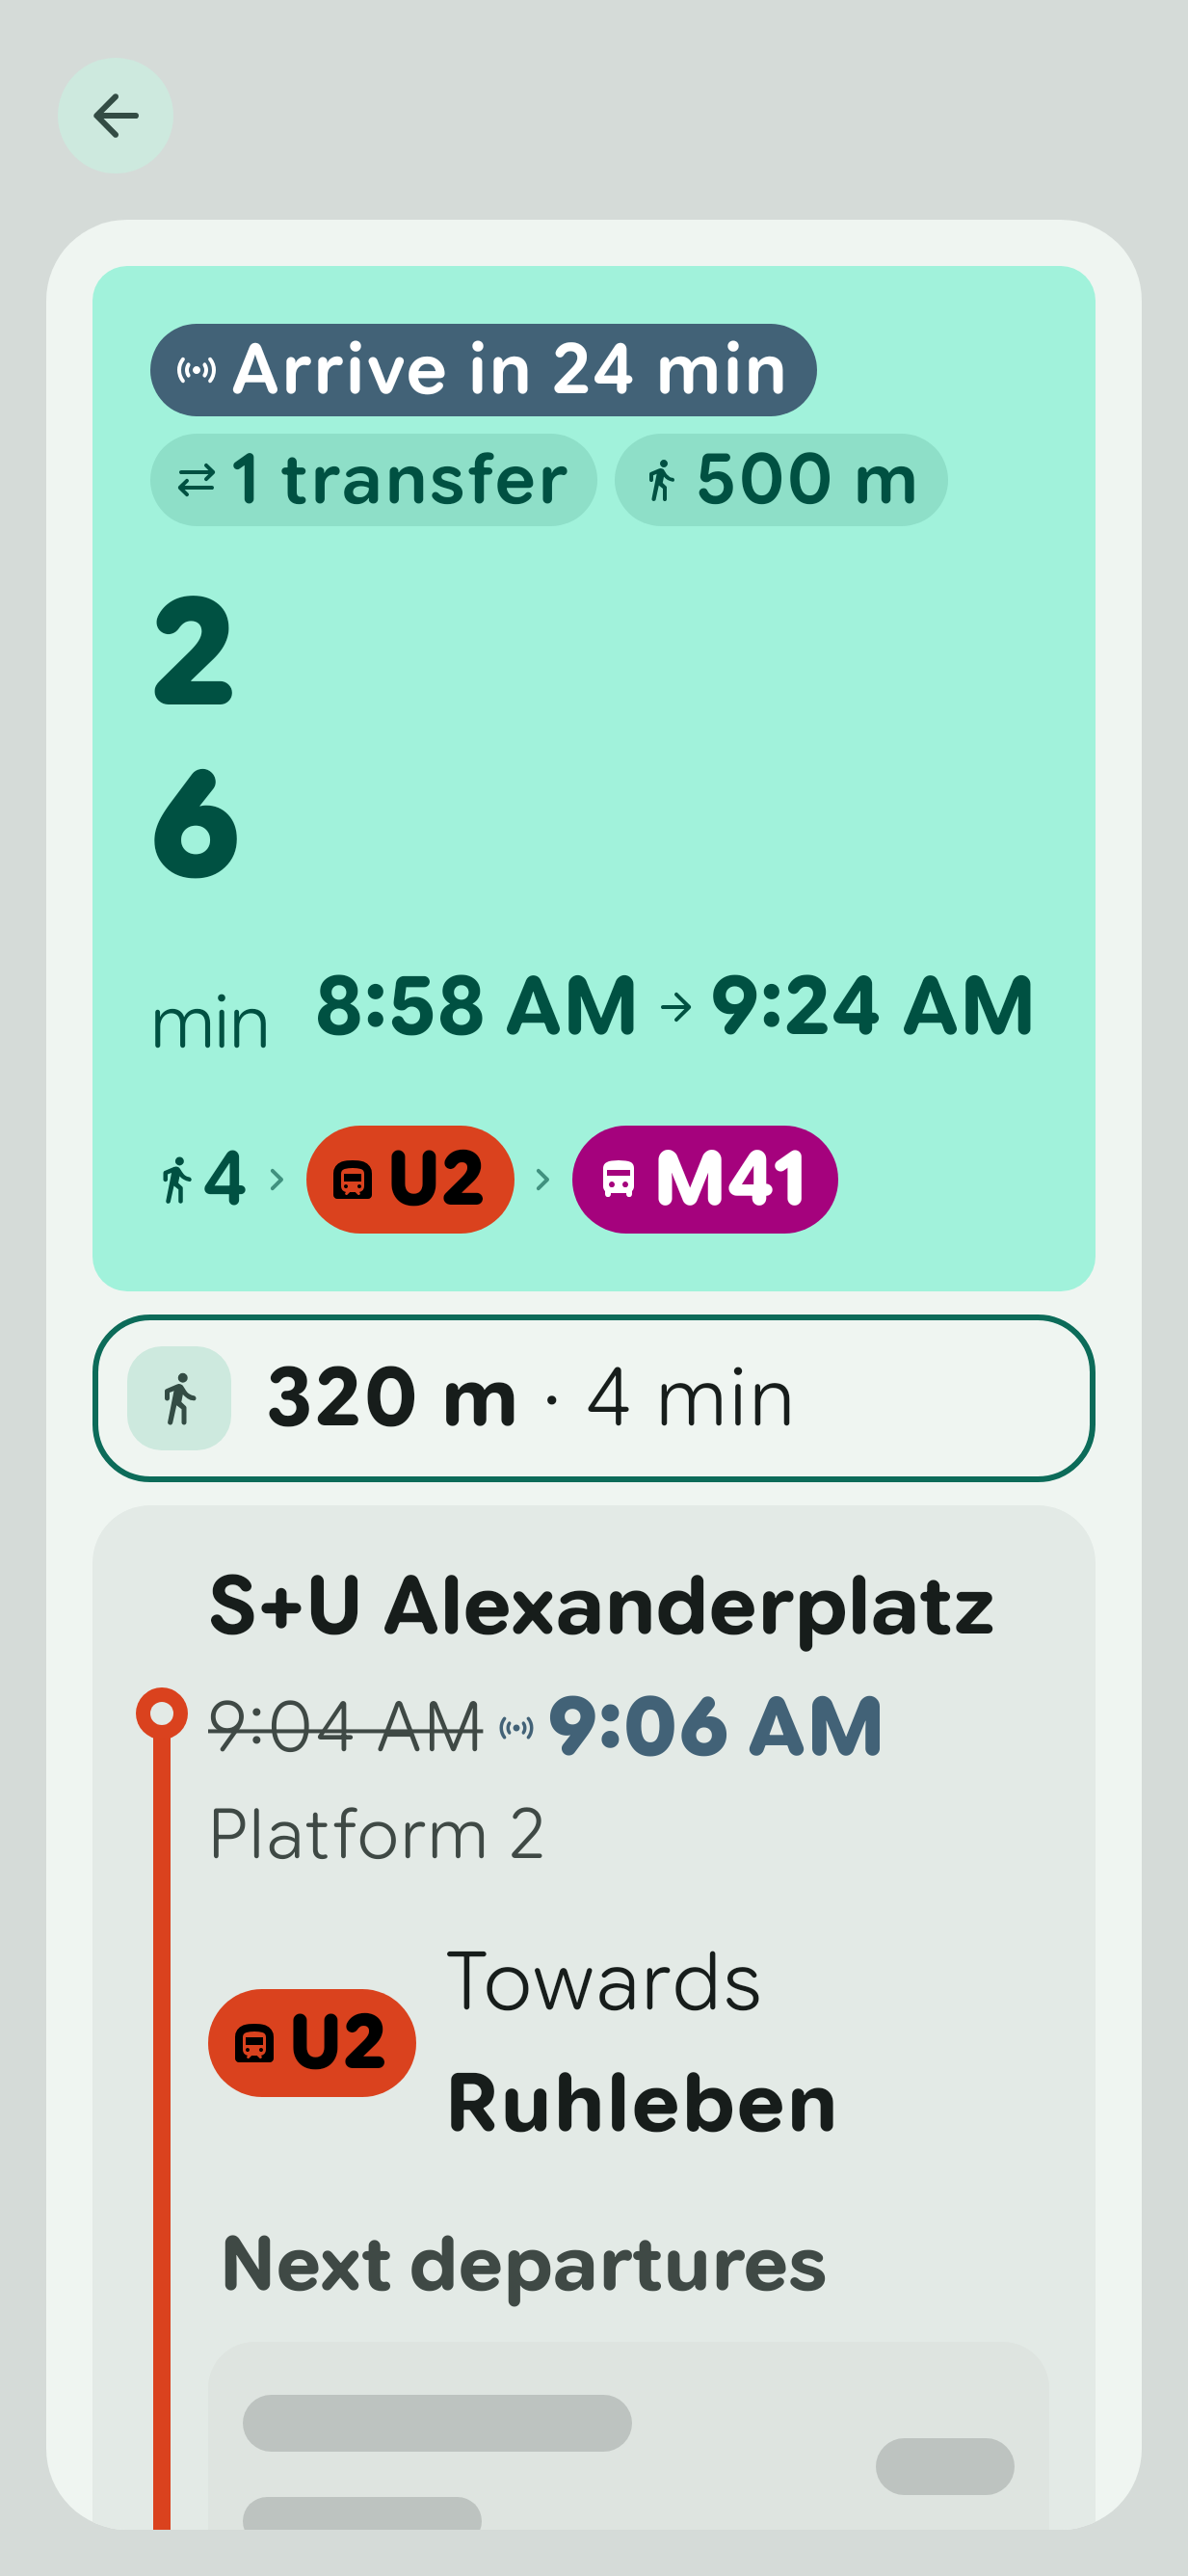 Arrive in 24 min
1 transfer 500 m
2
6
min 8:58 AM → 9:24 AM
4 > U2 > M41
320 m · 4 min
S+U Alexanderplatz
9:04 AM 9:06 AM
Platform 2
Towards
U2
Ruhleben
Next departures